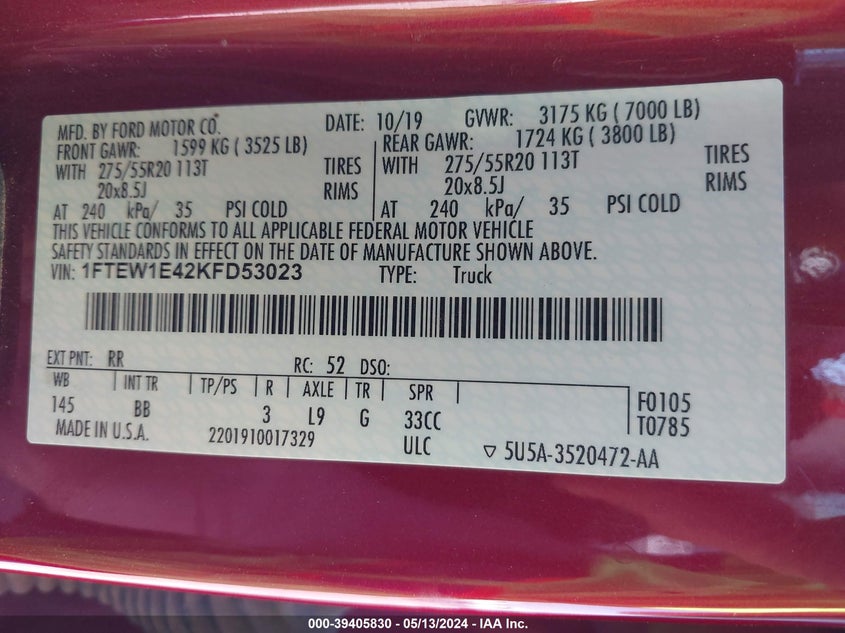 MFD. BY FORD MOTOR CO. DATE: 10/19 GVWR: 3175 KG ( 7000 LB)
FRONT GAWR: 1599 KG ( 3525 LB) REAR GAWR: 1724 KG ( 3800 LB)
WITH 275/55R20 113T TIRES WITH 275/55R20 113T TIRES
20x8.5J RIMS 20x8.5J RIMS
AT 240 kPa/ 35 PSI COLD AT 240 kPa/ 35 PSI COLD
THIS VEHICLE CONFORMS TO ALL APPLICABLE FEDERAL MOTOR VEHICLE
SAFETY STANDARDS IN EFFECT ON THE DATE OF MANUFACTURE SHOWN ABOVE.
VIN: 1FTEW1E42KFD53023 TYPE: Truck
EXT PNT: RR RC: 52 DSO:
WB INT TR TP/PS R AXLE TR SPR
145 BB 3 L9 G 33CC F0105
MADE IN U.S.A. 2201910017329 ULC T0785
▽ 5U5A-3520472-AA
000-39405830 - 05/13/2024 - IAA Inc.